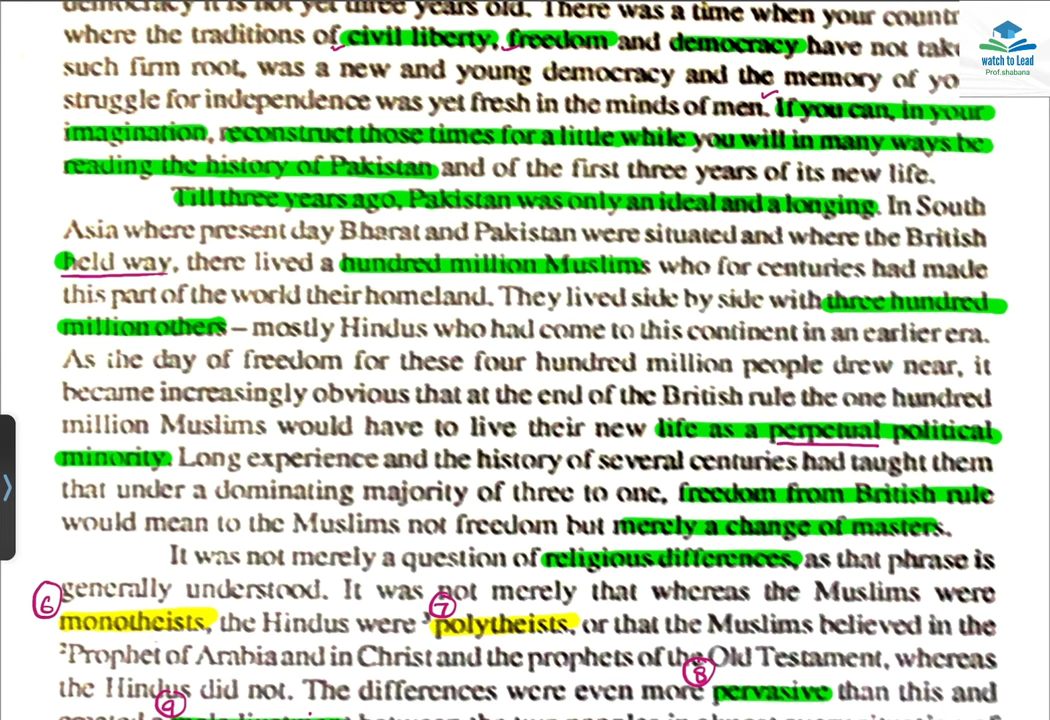 democracy it is not yet three years old. There was a time when your countr
where the traditions of civil liberty, freedom and democracy have not tak
such firm root, was a new and young democracy and the memory of yo
struggle for independence was yet fresh in the minds of men. If you can, in your
imagination, reconstruct those times for a little while you will in many ways be
reading the history of Pakistan and of the first three years of its new life.
Till three years ago, Pakistan was only an ideal and a longing. In South
Asia where present day Bharat and Pakistan were situated and where the British
held way, there lived a hundred million Muslims who for centuries had made
this part of the world their homeland. They lived side by side with three hundred
million others – mostly Hindus who had come to this continent in an earlier era.
As the day of freedom for these four hundred million people drew near, it
became increasingly obvious that at the end of the British rule the one hundred
million Muslims would have to live their new life as a perpetual political
minority. Long experience and the history of several centuries had taught them
that under a dominating majority of three to one, freedom from British rule
would mean to the Muslims not freedom but merely a change of masters.
It was not merely a question of religious differences, as that phrase is
generally understood. It was not merely that whereas the Muslims were
monotheists, the Hindus were ³polytheists, or that the Muslims believed in the
²Prophet of Arabia and in Christ and the prophets of the Old Testament, whereas
the Hindus did not. The differences were even more pervasive than this and
watch to Lead
Prof.shabana
6
7
8
9